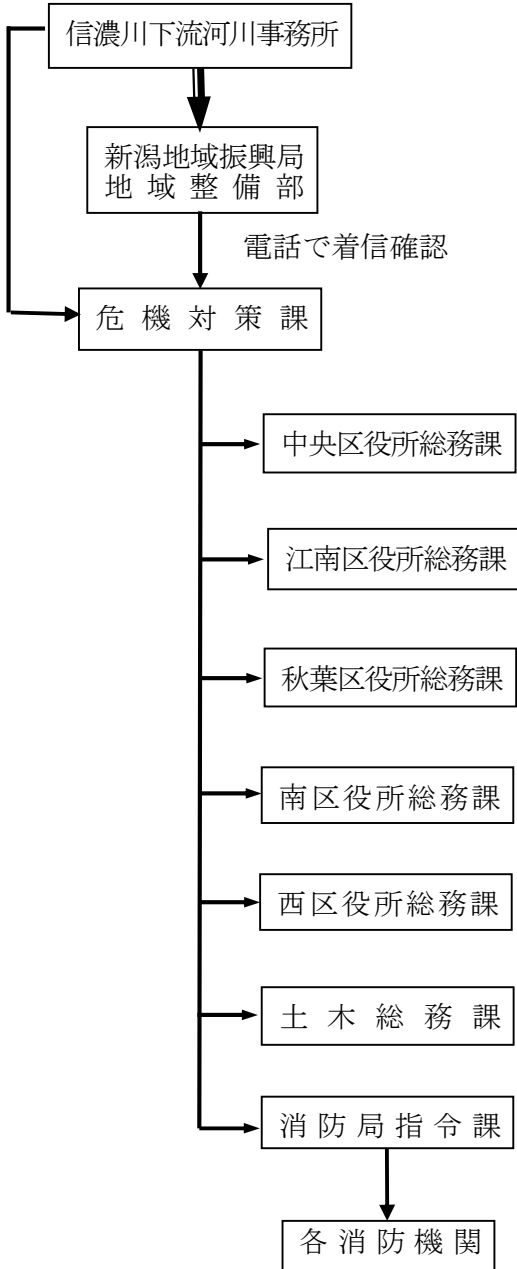 信濃川下流河川事務所
新潟地域振興局
地域整備部
電話で着信確認
危機対策課
中央区役所総務課
江南区役所総務課
秋葉区役所総務課
南区役所総務課
西区役所総務課
土木総務課
消防局指令課
各消防機関